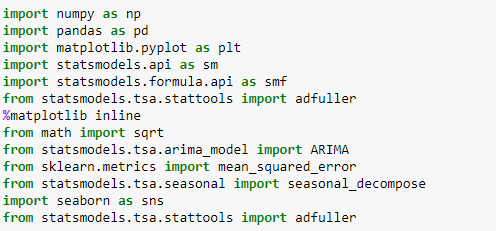 import numpy as np
import pandas as pd
import matplotlib.pyplot as plt
import statsmodels.api as sm
import statsmodels.formula.api as smf
from statsmodels.tsa.stattools import adfuller
%matplotlib inline
from math import sqrt
from statsmodels.tsa.arima_model import ARIMA
from sklearn.metrics import mean_squared_error
from statsmodels.tsa.seasonal import seasonal_decompose
import seaborn as sns
from statsmodels.tsa.stattools import adfuller